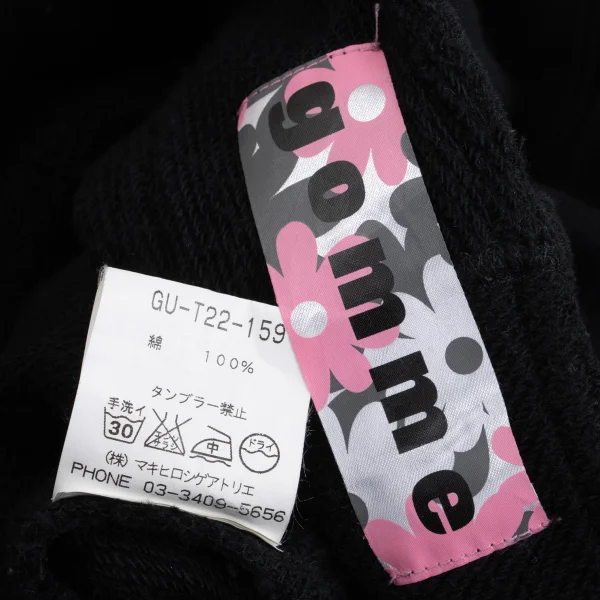 gomme
GU-T22-159
綿 100%
タンブラー禁止
手洗イ
30
中
ドライ
(株) マキヒロシゲアトリエ
PHONE 03-3409-5656